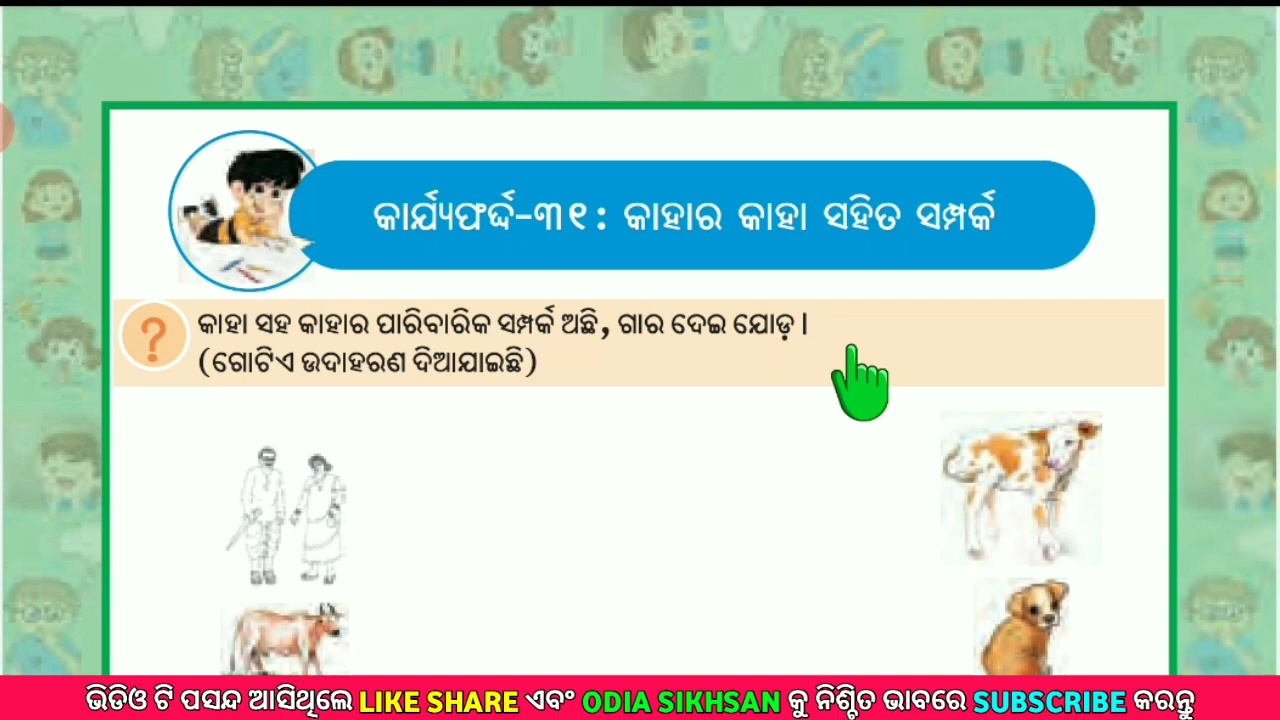 କାର୍ଯ୍ୟଫର୍ଦ୍ଦ-୩୧: କାହାର କାହା ସହିତ ସମ୍ପର୍କ
?
କାହା ସହ କାହାର ପାରିବାରିକ ସମ୍ପର୍କ ଅଛି, ଗାର ଦେଇ ଯୋଡ଼।
(ଗୋଟିଏ ଉଦାହରଣ ଦିଆଯାଇଛି)
ଭିଡିଓ ଟି ପସନ୍ଦ ଆସିଥିଲେ LIKE SHARE ଏବଂ ODIA SIKHSAN କୁ ନିଶ୍ଚିତ ଭାବରେ SUBSCRIBE କରନ୍ତୁ